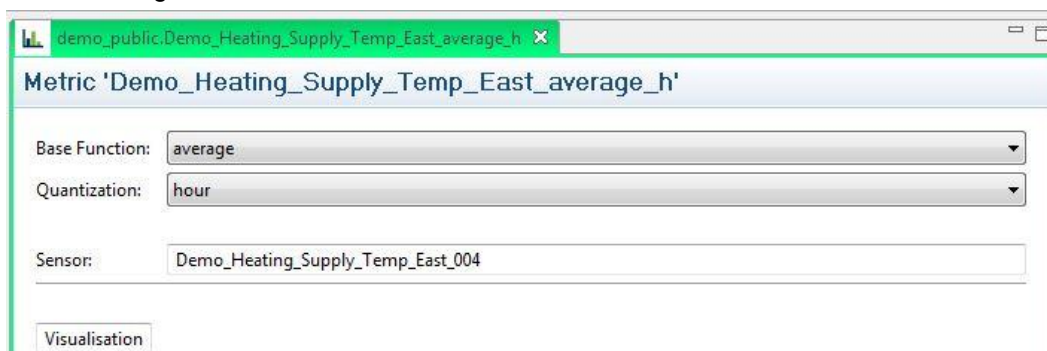 demo_public.Demo_Heating_Supply_Temp_East_average_h
Metric 'Demo_Heating_Supply_Temp_East_average_h'
Base Function: average
Quantization: hour
Sensor: Demo_Heating_Supply_Temp_East_004
Visualisation